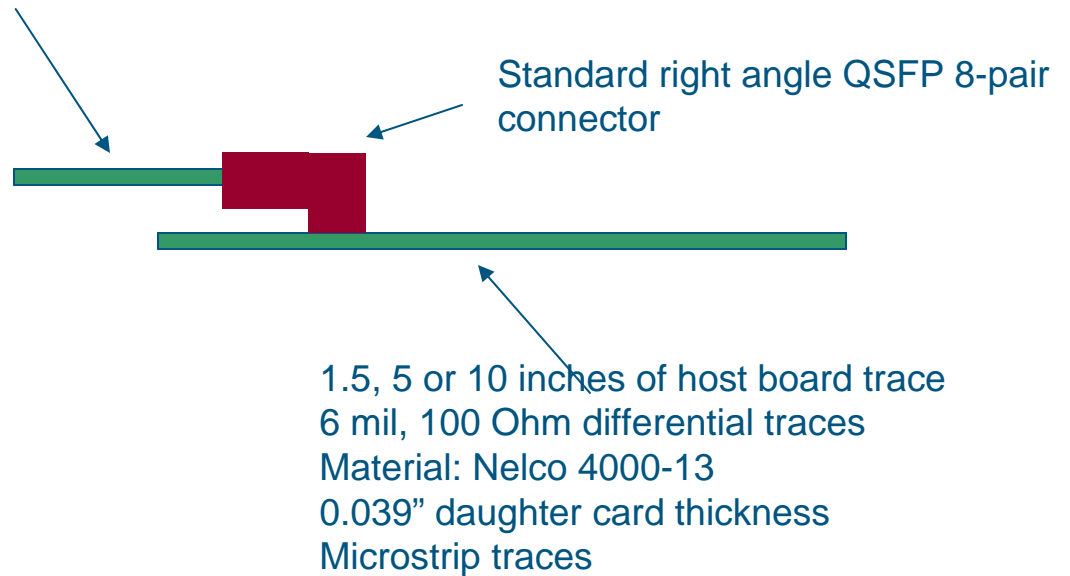 Standard right angle QSFP 8-pair
connector
1.5, 5 or 10 inches of host board trace
6 mil, 100 Ohm differential traces
Material: Nelco 4000-13
0.039” daughter card thickness
Microstrip traces